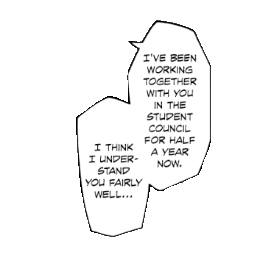 I'VE BEEN
WORKING
TOGETHER
WITH YOU
IN THE
STUDENT
COUNCIL
FOR HALF
A YEAR
NOW.
I THINK
I UNDER-
STAND
YOU FAIRLY
WELL...